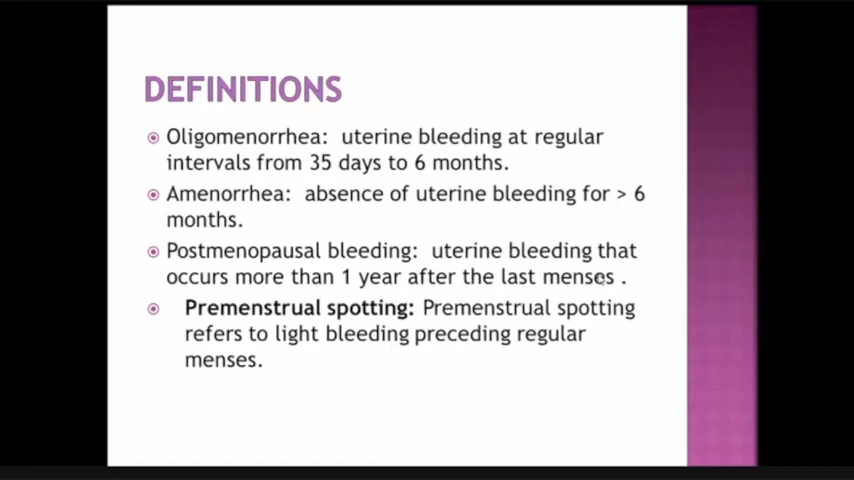 DEFINITIONS
Oligomenorrhea: uterine bleeding at regular
intervals from 35 days to 6 months.
Amenorrhea: absence of uterine bleeding for > 6
months.
Postmenopausal bleeding: uterine bleeding that
occurs more than 1 year after the last menses .
Premenstrual spotting: Premenstrual spotting
refers to light bleeding preceding regular
menses.